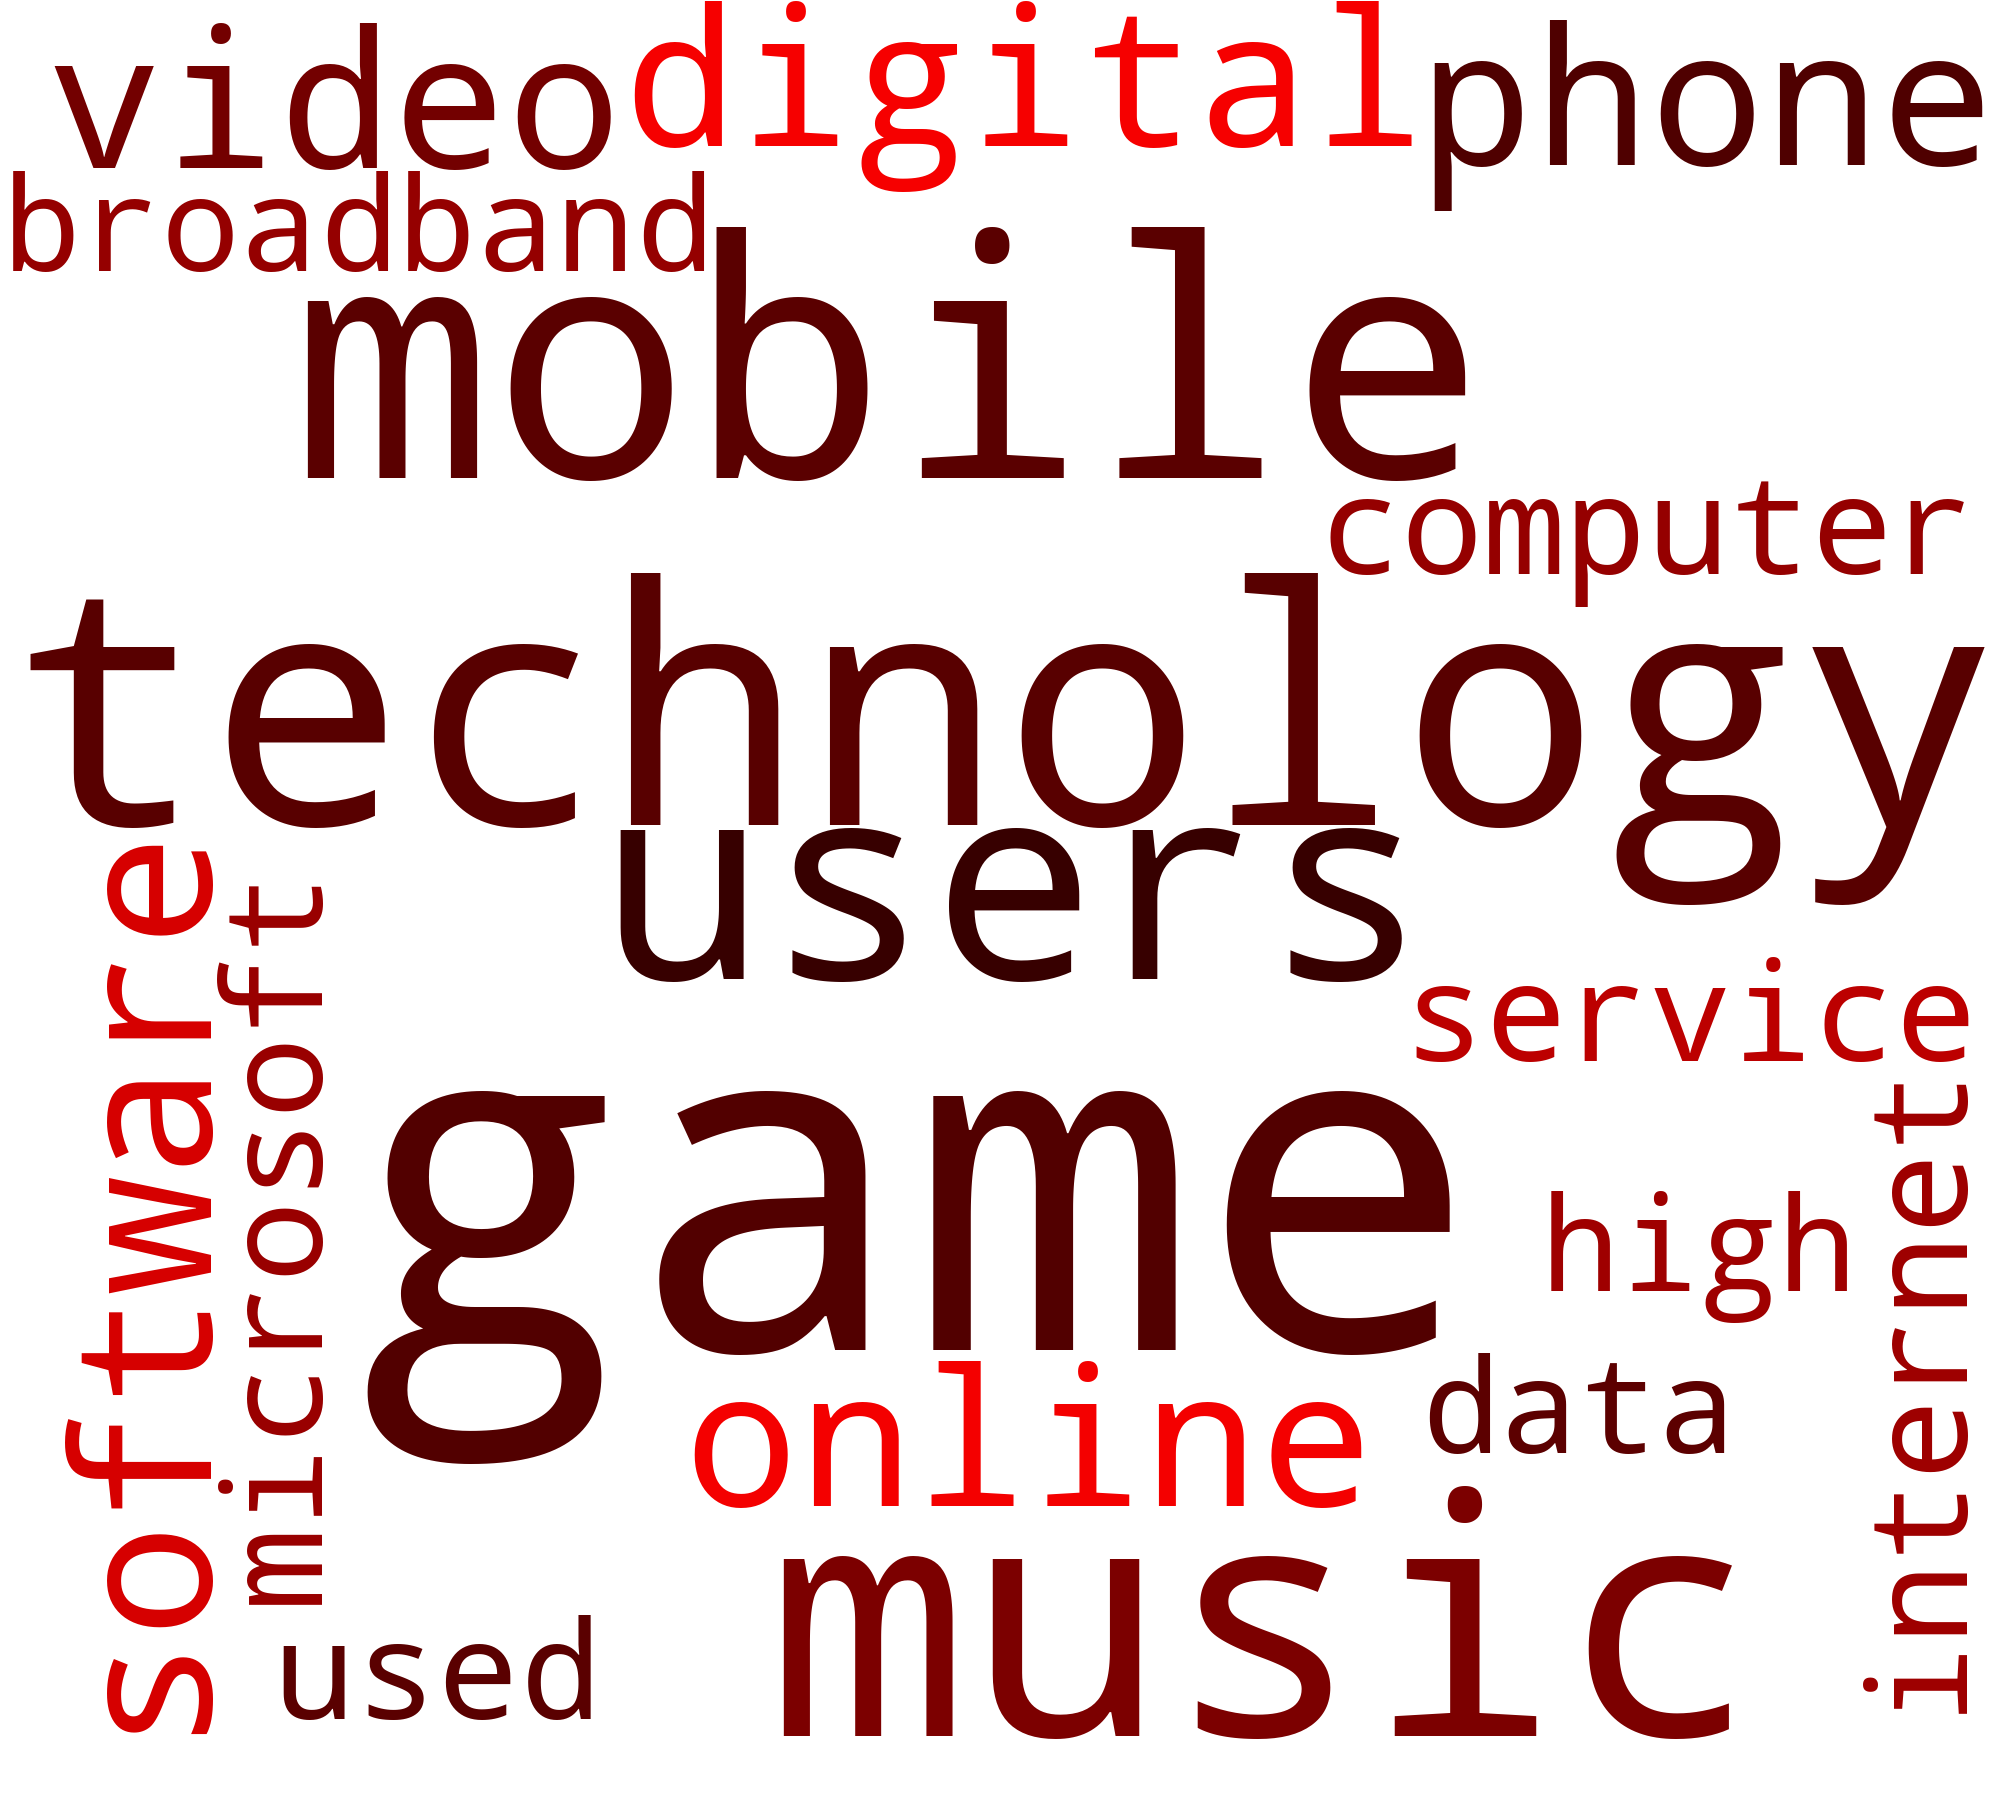 video digital phone
broadband
mobile
computer
technology
users
software
microsoft
service
game
high
internet
online
data
music
used